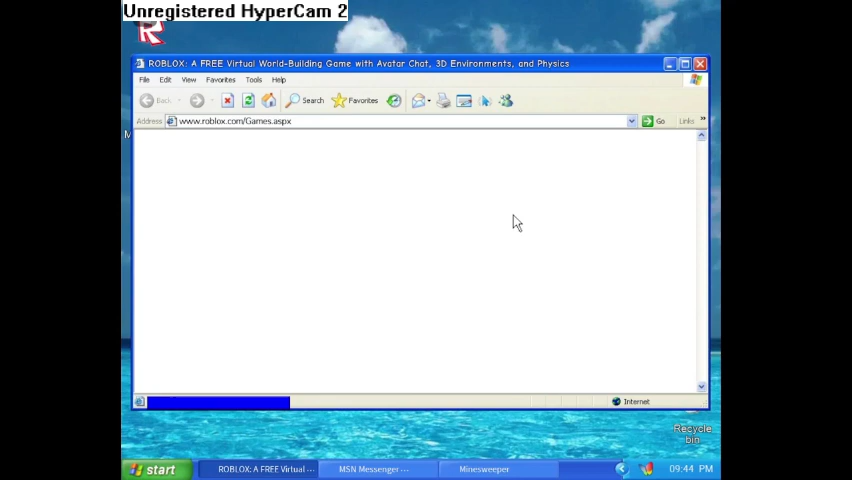 Unregistered HyperCam 2
ROBLOX: A FREE Virtual World-Building Game with Avatar Chat, 3D Environments, and Physics
File Edit View Favorites Tools Help
Back Search Favorites
Address www.roblox.com/Games.aspx Go Links »
Internet
Recycle
bin
start ROBLOX: A FREE Virtual ... MSN Messenger ... Minesweeper 09:44 PM